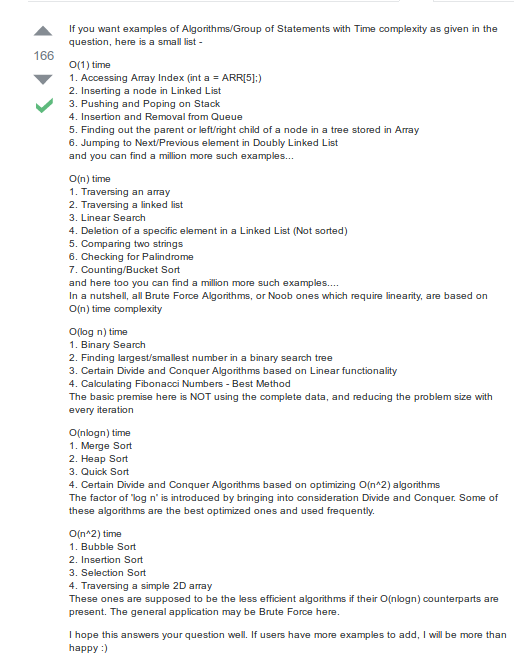 If you want examples of Algorithms/Group of Statements with Time complexity as given in the
question, here is a small list -
166
O(1) time
1. Accessing Array Index (int a = ARR[5];)
2. Inserting a node in Linked List
3. Pushing and Poping on Stack
4. Insertion and Removal from Queue
5. Finding out the parent or left/right child of a node in a tree stored in Array
6. Jumping to Next/Previous element in Doubly Linked List
and you can find a million more such examples...
O(n) time
1. Traversing an array
2. Traversing a linked list
3. Linear Search
4. Deletion of a specific element in a Linked List (Not sorted)
5. Comparing two strings
6. Checking for Palindrome
7. Counting/Bucket Sort
and here too you can find a million more such examples....
In a nutshell, all Brute Force Algorithms, or Noob ones which require linearity, are based on
O(n) time complexity
O(log n) time
1. Binary Search
2. Finding largest/smallest number in a binary search tree
3. Certain Divide and Conquer Algorithms based on Linear functionality
4. Calculating Fibonacci Numbers - Best Method
The basic premise here is NOT using the complete data, and reducing the problem size with
every iteration
O(nlogn) time
1. Merge Sort
2. Heap Sort
3. Quick Sort
4. Certain Divide and Conquer Algorithms based on optimizing O(n^2) algorithms
The factor of 'log n' is introduced by bringing into consideration Divide and Conquer. Some of
these algorithms are the best optimized ones and used frequently.
O(n^2) time
1. Bubble Sort
2. Insertion Sort
3. Selection Sort
4. Traversing a simple 2D array
These ones are supposed to be the less efficient algorithms if their O(nlogn) counterparts are
present. The general application may be Brute Force here.
I hope this answers your question well. If users have more examples to add, I will be more than
happy :)